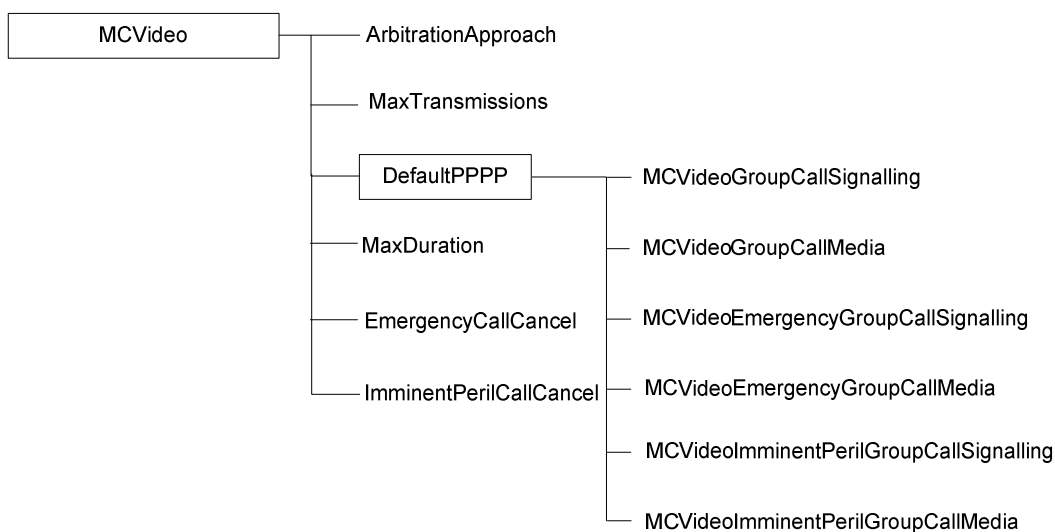 MCVideo
ArbitrationApproach
MaxTransmissions
DefaultPPPP
MaxDuration
EmergencyCallCancel
ImminentPerilCallCancel
MCVideoGroupCallSignalling
MCVideoGroupCallMedia
MCVideoEmergencyGroupCallSignalling
MCVideoEmergencyGroupCallMedia
MCVideoImminentPerilGroupCallSignalling
MCVideoImminentPerilGroupCallMedia